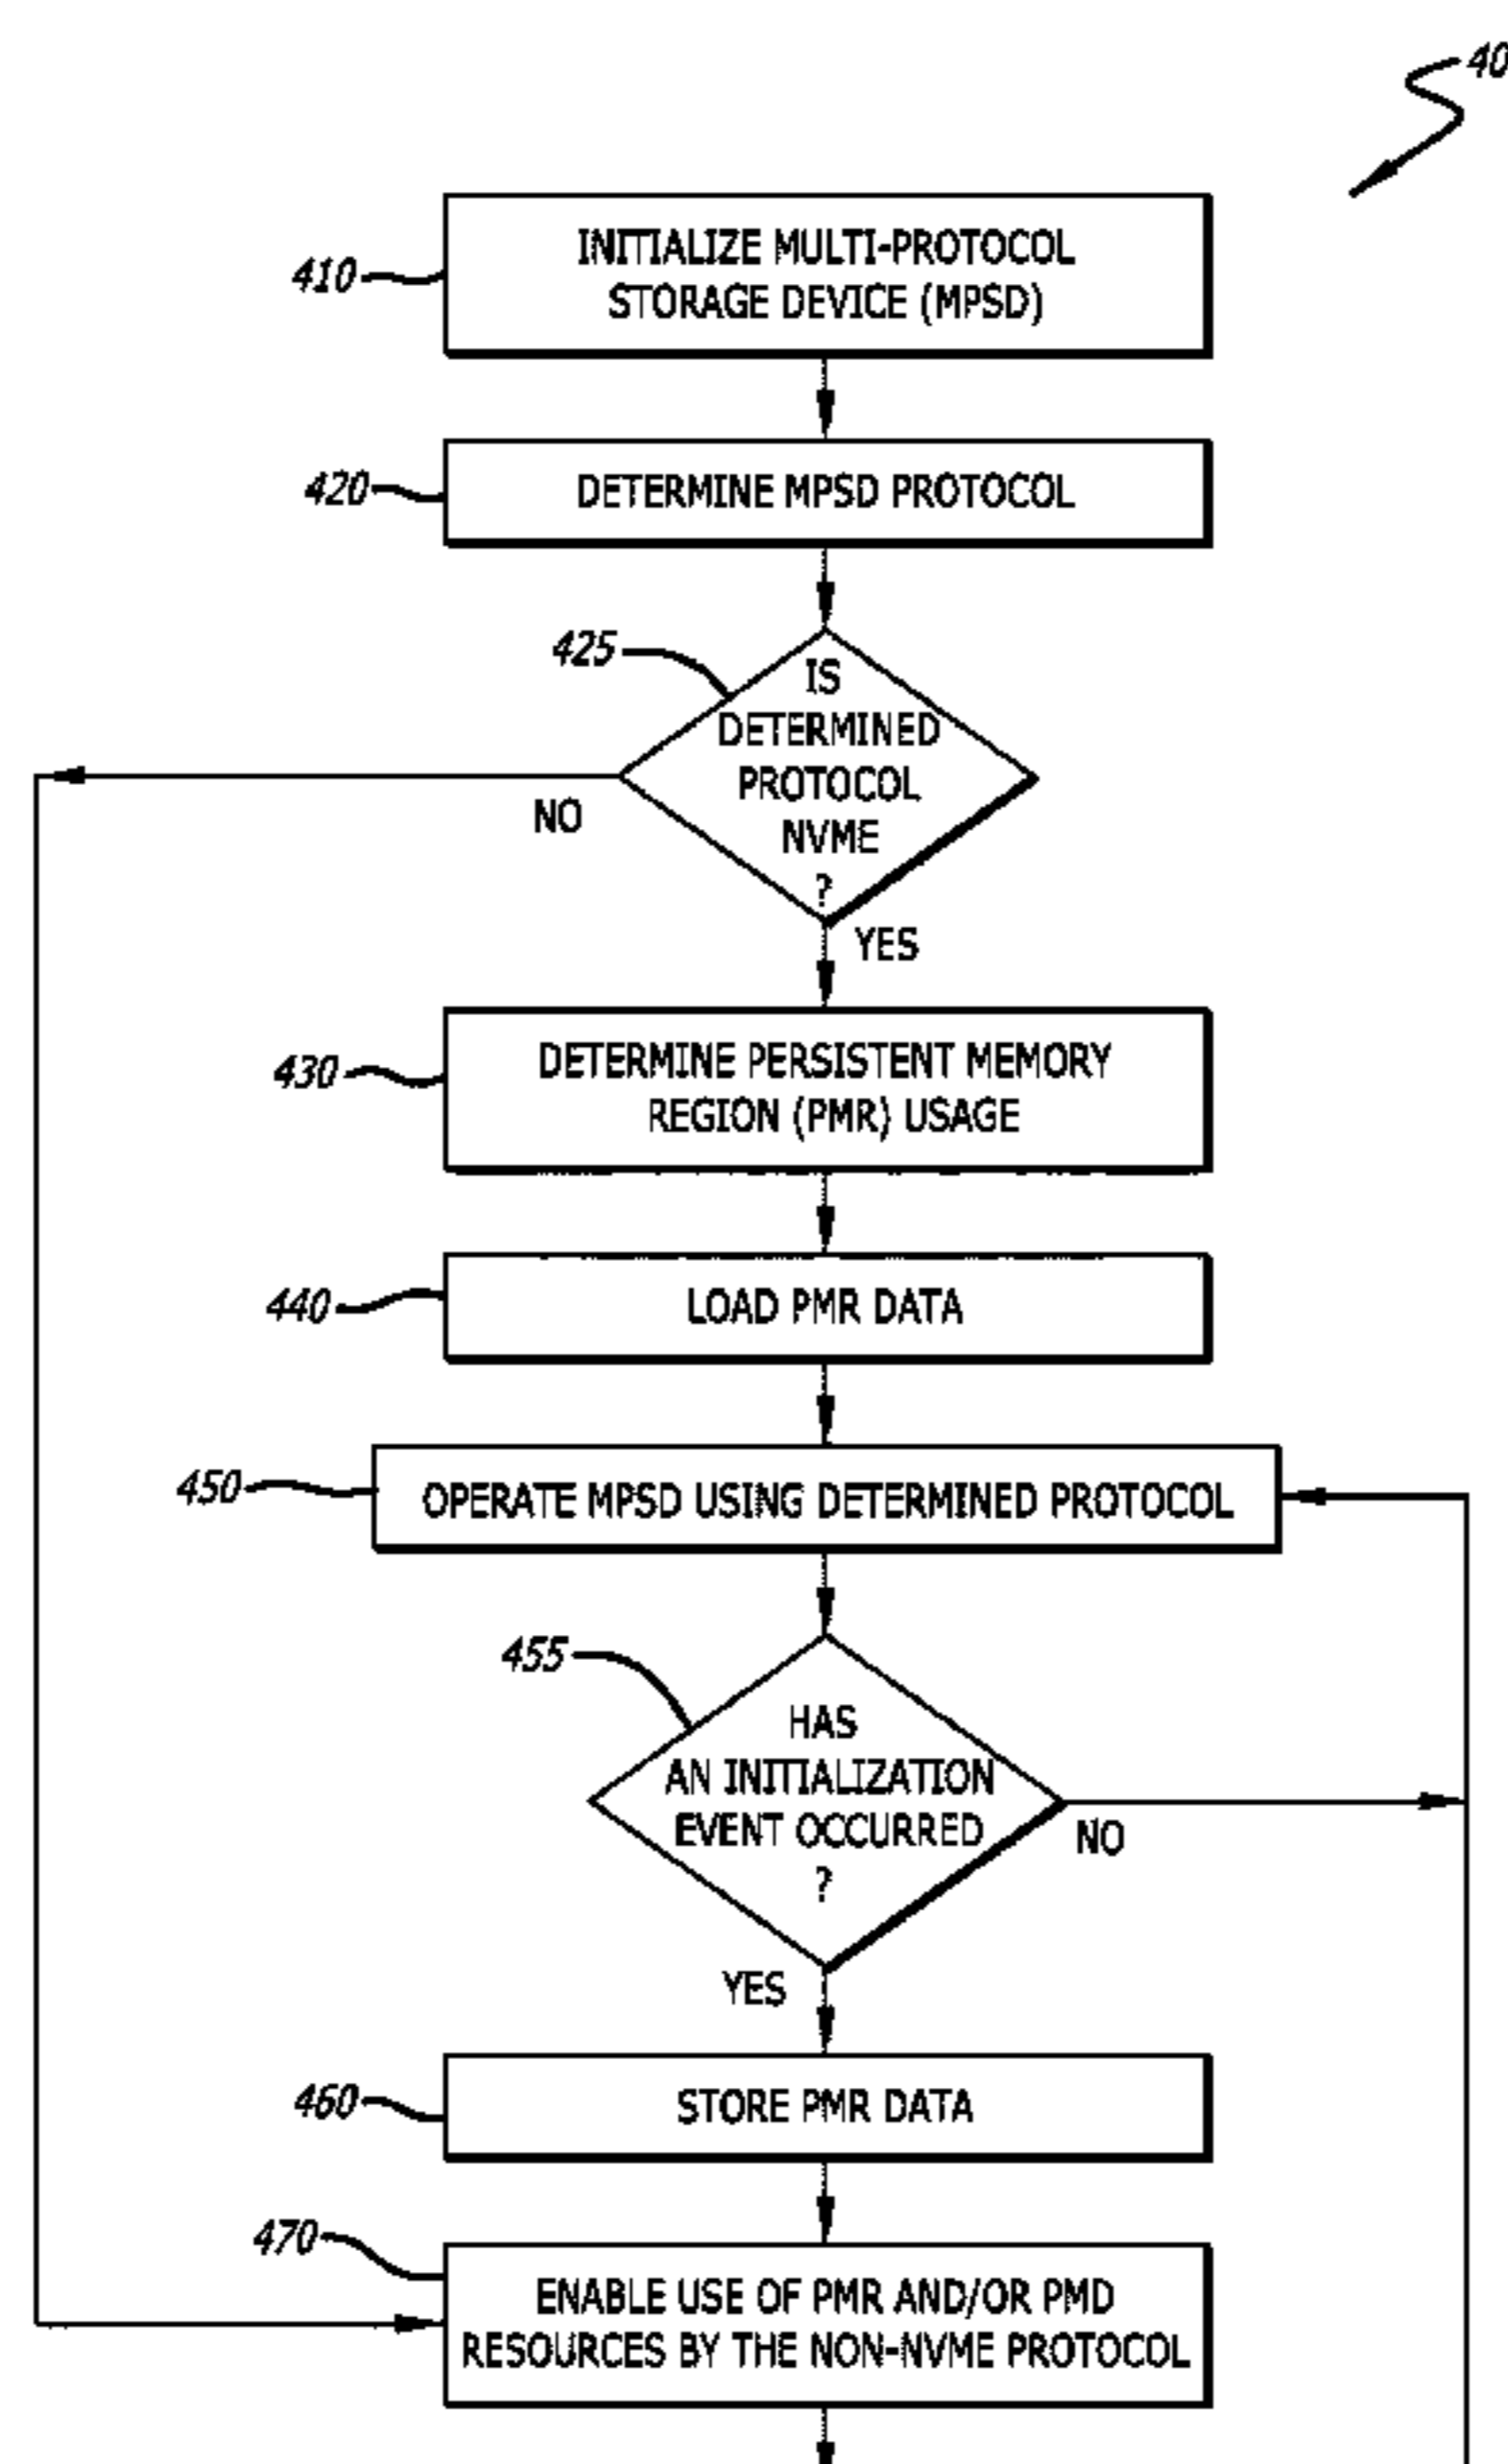 40
410
INITIALIZE MULTI-PROTOCOL
STORAGE DEVICE (MPSD)
420
DETERMINE MPSD PROTOCOL
425
IS
DETERMINED
PROTOCOL
NVME
?
NO
YES
430
DETERMINE PERSISTENT MEMORY
REGION (PMR) USAGE
440
LOAD PMR DATA
450
OPERATE MPSD USING DETERMINED PROTOCOL
455
HAS
AN INITIALIZATION
EVENT OCCURRED
?
NO
YES
460
STORE PMR DATA
470
ENABLE USE OF PMR AND/OR PMD
RESOURCES BY THE NON-NVME PROTOCOL